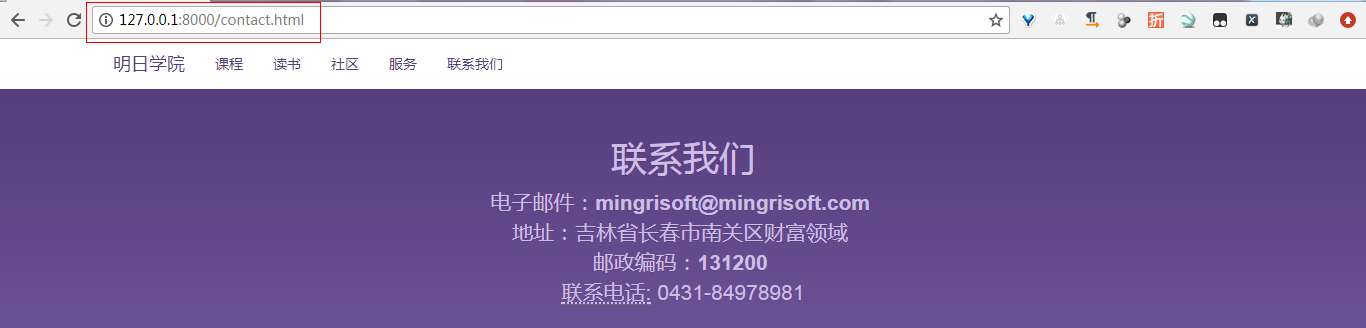 127.0.0.1:8000/contact.html
明日学院 课程 读书 社区 服务 联系我们
联系我们
电子邮件：mingrisoft@mingrisoft.com
地址：吉林省长春市南关区财富领域
邮政编码：131200
联系电话: 0431-84978981